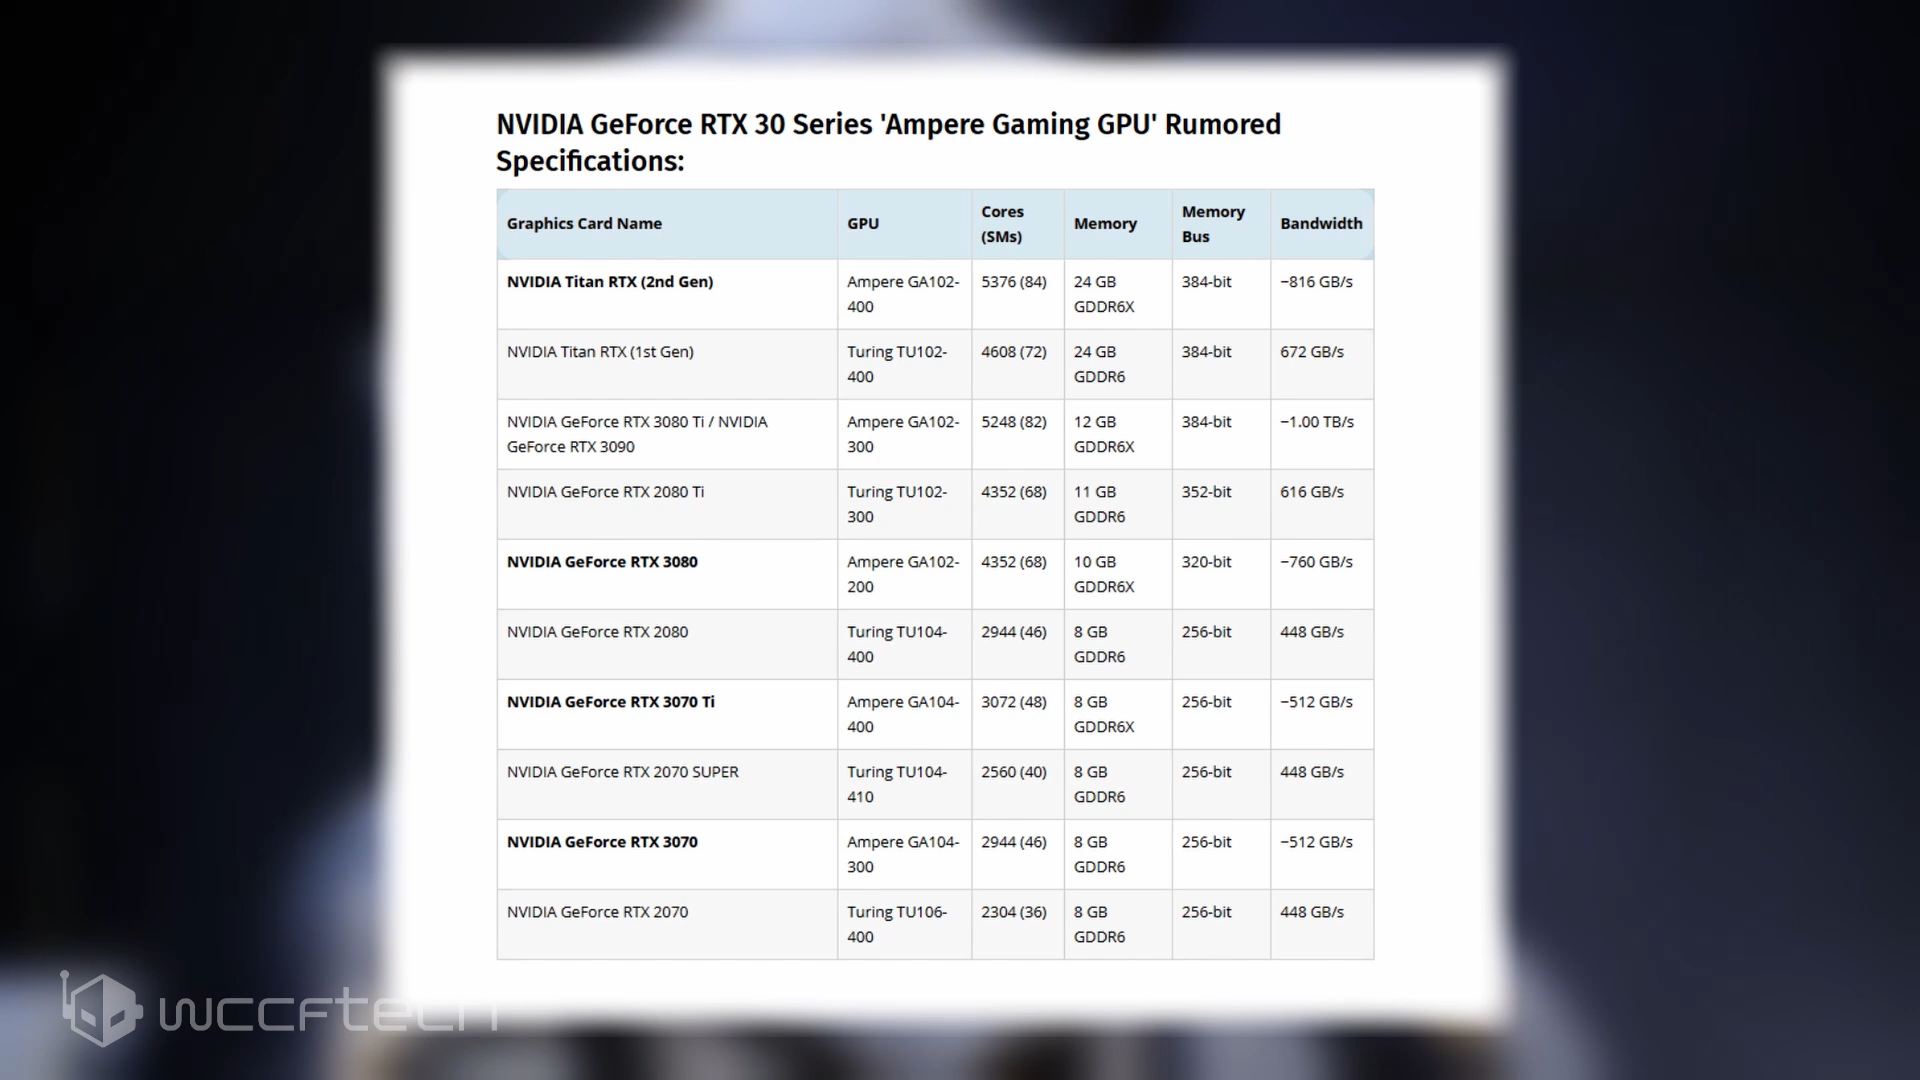 NVIDIA GeForce RTX 30 Series 'Ampere Gaming GPU' Rumored
Specifications:
Graphics Card Name GPU Cores (SMs) Memory Memory Bus Bandwidth
NVIDIA Titan RTX (2nd Gen) Ampere GA102-400 5376 (84) 24 GB GDDR6X 384-bit ~816 GB/s
NVIDIA Titan RTX (1st Gen) Turing TU102-400 4608 (72) 24 GB GDDR6 384-bit 672 GB/s
NVIDIA GeForce RTX 3080 Ti / NVIDIA GeForce RTX 3090 Ampere GA102-300 5248 (82) 12 GB GDDR6X 384-bit ~1.00 TB/s
NVIDIA GeForce RTX 2080 Ti Turing TU102-300 4352 (68) 11 GB GDDR6 352-bit 616 GB/s
NVIDIA GeForce RTX 3080 Ampere GA102-200 4352 (68) 10 GB GDDR6X 320-bit ~760 GB/s
NVIDIA GeForce RTX 2080 Turing TU104-400 2944 (46) 8 GB GDDR6 256-bit 448 GB/s
NVIDIA GeForce RTX 3070 Ti Ampere GA104-400 3072 (48) 8 GB GDDR6X 256-bit ~512 GB/s
NVIDIA GeForce RTX 2070 SUPER Turing TU104-410 2560 (40) 8 GB GDDR6 256-bit 448 GB/s
NVIDIA GeForce RTX 3070 Ampere GA104-300 2944 (46) 8 GB GDDR6 256-bit ~512 GB/s
NVIDIA GeForce RTX 2070 Turing TU106-400 2304 (36) 8 GB GDDR6 256-bit 448 GB/s
wccftech